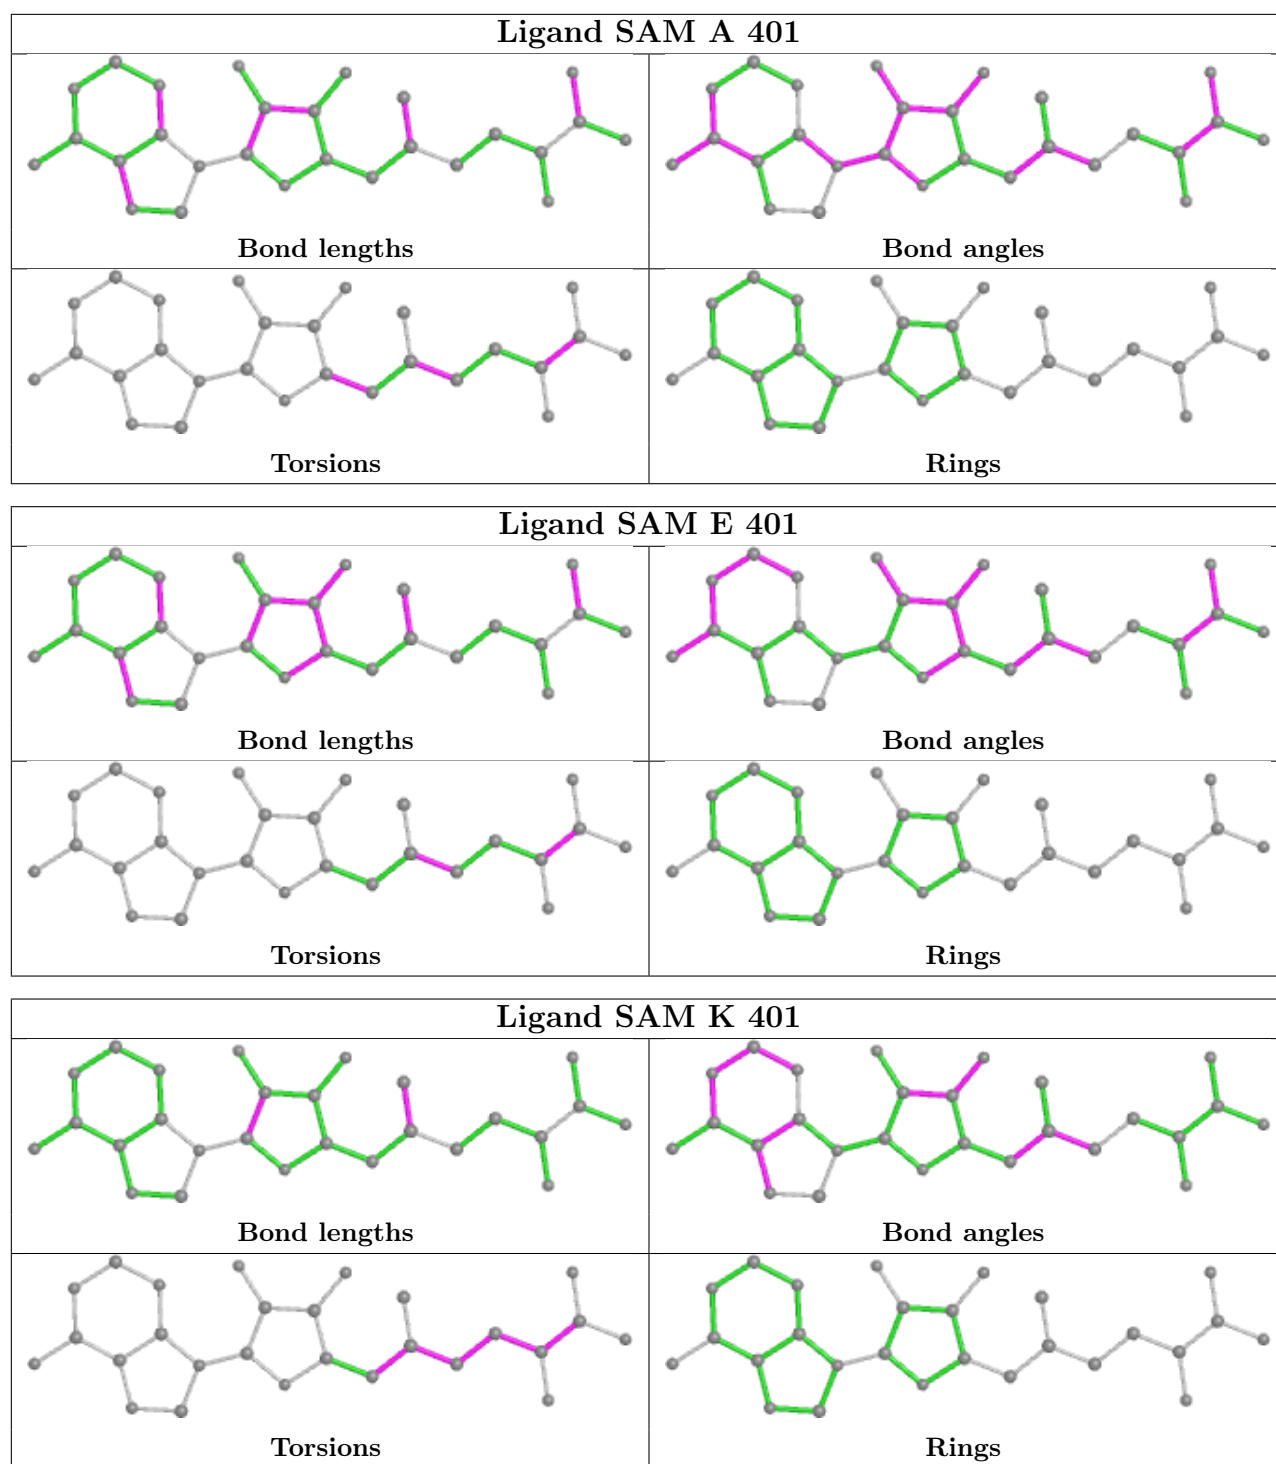 Ligand SAM A 401
Bond lengths
Bond angles
Torsions
Rings
Ligand SAM E 401
Bond lengths
Bond angles
Torsions
Rings
Ligand SAM K 401
Bond lengths
Bond angles
Torsions
Rings